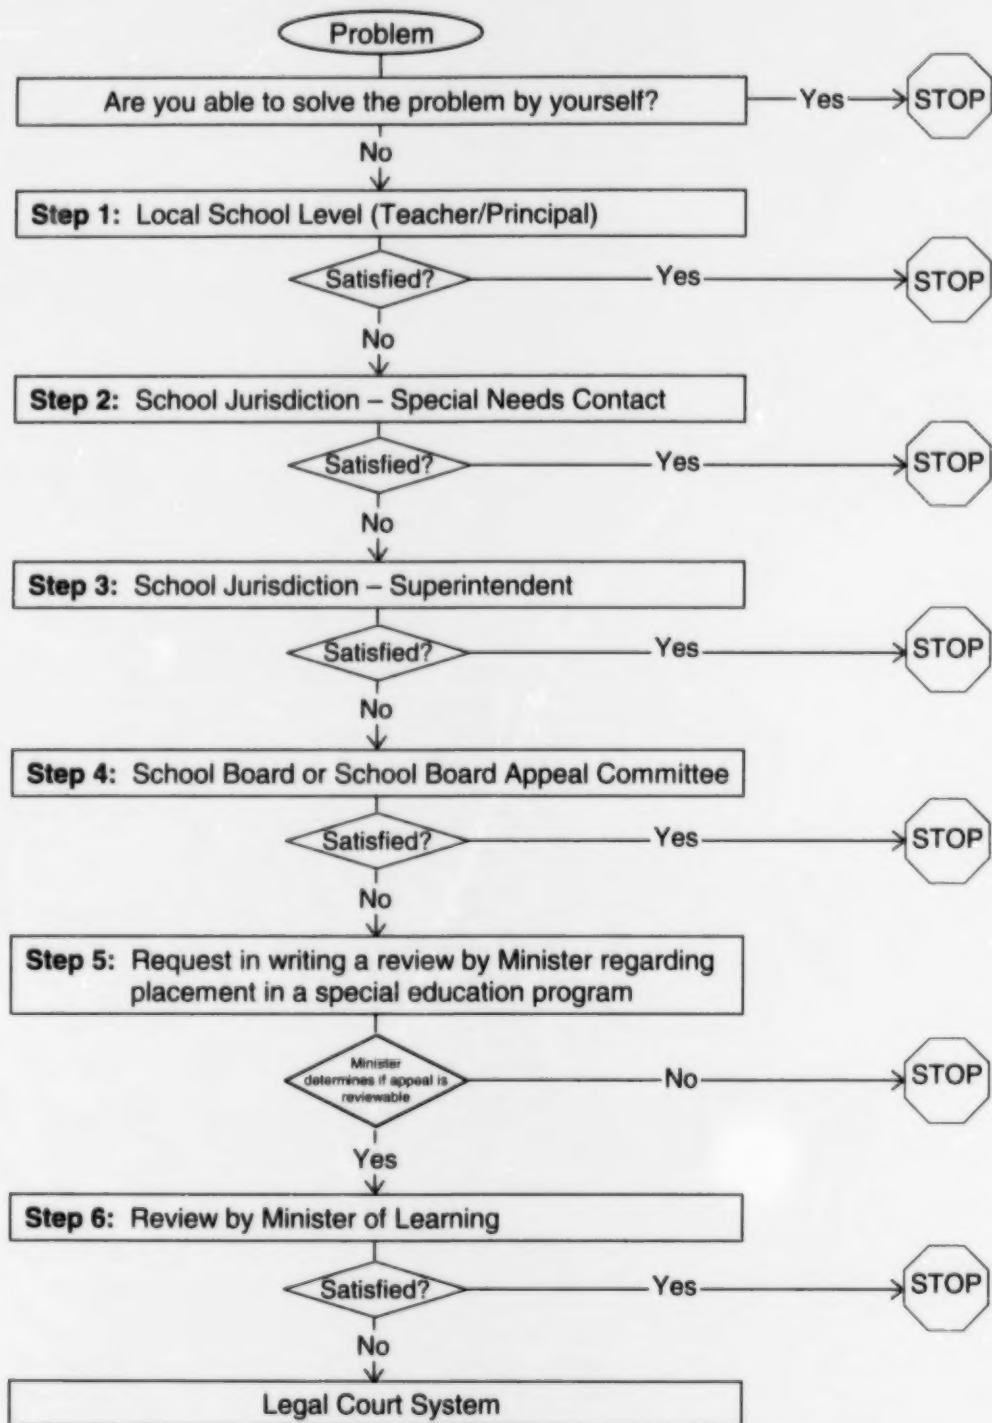 Problem
Are you able to solve the problem by yourself?
Yes
STOP
No
Step 1: Local School Level (Teacher/Principal)
Satisfied?
Yes
STOP
No
Step 2: School Jurisdiction – Special Needs Contact
Satisfied?
Yes
STOP
No
Step 3: School Jurisdiction – Superintendent
Satisfied?
Yes
STOP
No
Step 4: School Board or School Board Appeal Committee
Satisfied?
Yes
STOP
No
Step 5: Request in writing a review by Minister regarding
placement in a special education program
Minister
determines if appeal is
reviewable
No
STOP
Yes
Step 6: Review by Minister of Learning
Satisfied?
Yes
STOP
No
Legal Court System